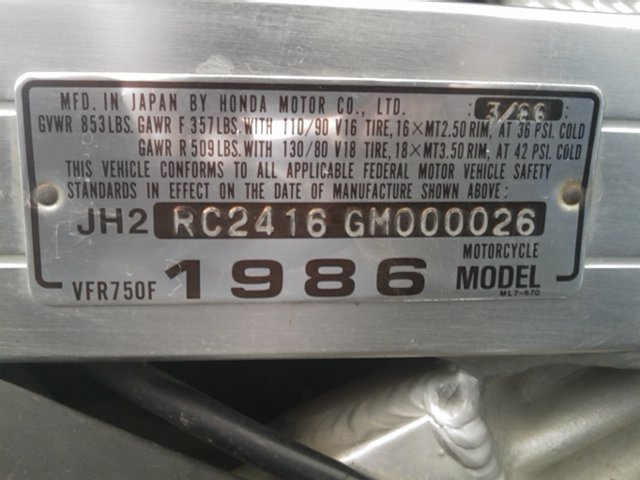 MFD. IN JAPAN BY HONDA MOTOR CO., LTD. : 3/86 :
GVWR 853 LBS. GAWR F 357 LBS. WITH 110/90 V16 TIRE, 16×MT2.50 RIM, AT 36 PSI. COLD
GAWR R 509 LBS. WITH 130/80 V18 TIRE, 18×MT3.50 RIM, AT 42 PSI. COLD
THIS VEHICLE CONFORMS TO ALL APPLICABLE FEDERAL MOTOR VEHICLE SAFETY
STANDARDS IN EFFECT ON THE DATE OF MANUFACTURE SHOWN ABOVE:
JH2 RC2416 GM000026
VFR750F 1986 MOTORCYCLE MODEL
ML7-670